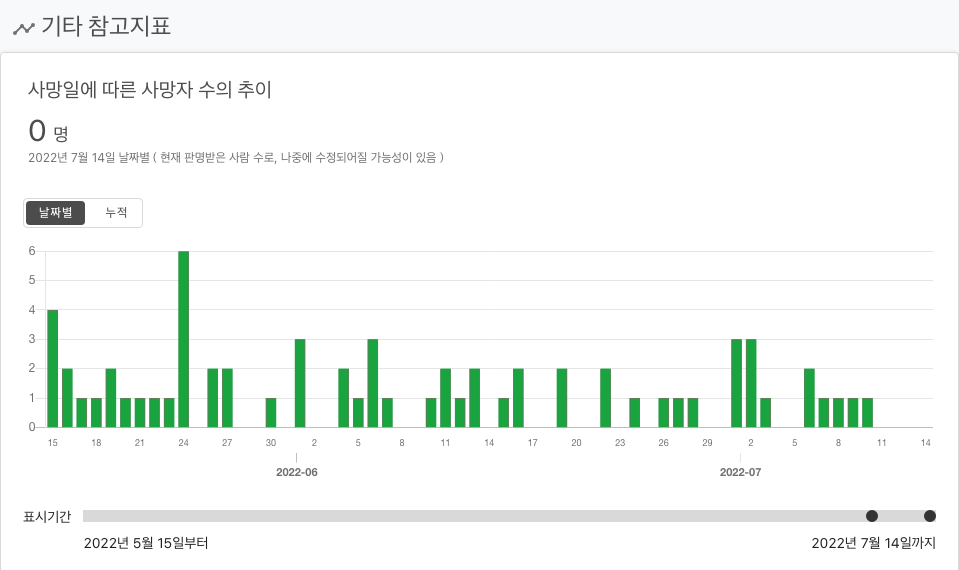 기타 참고지표
사망일에 따른 사망자 수의 추이
0 명
2022년 7월 14일 날짜별 ( 현재 판명받은 사람 수로, 나중에 수정되어질 가능성이 있음 )
날짜별 누적
6
5
4
3
2
1
0
15 18 21 24 27 30 2 5 8 11 14 17 20 23 26 29 2 5 8 11 14
2022-06 2022-07
표시기간
2022년 5월 15일부터 2022년 7월 14일까지